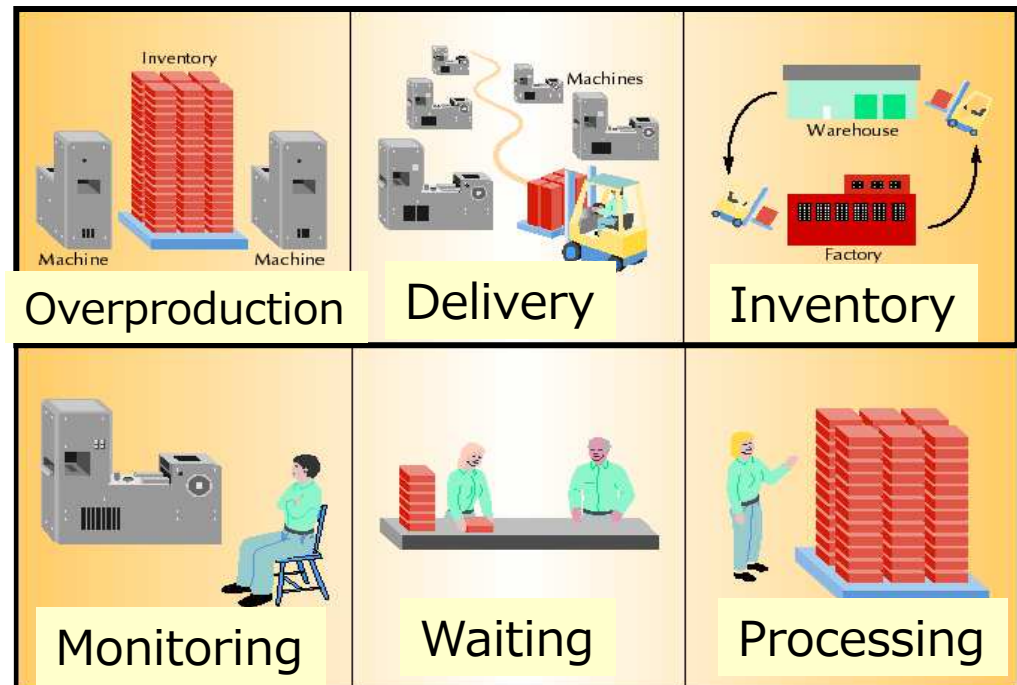 Inventory
Machine
Machine
Overproduction
Machines
Delivery
Warehouse
Factory
Inventory
Monitoring
Waiting
Processing